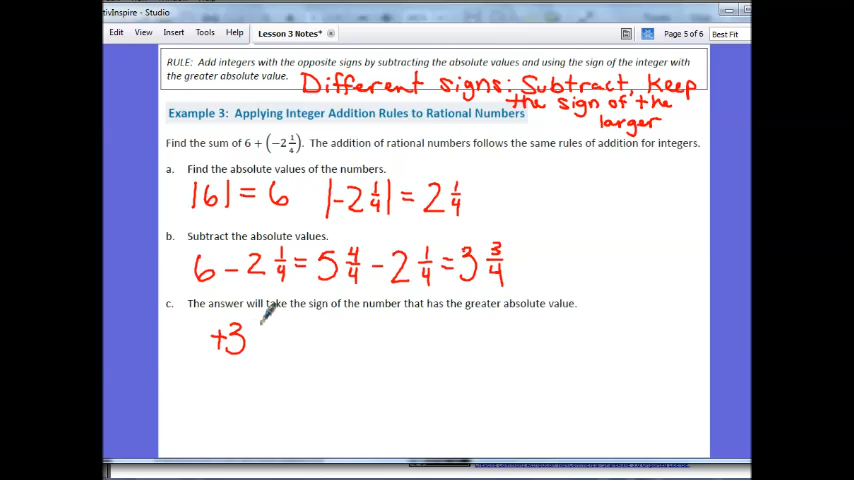 ctivInspire - Studio
Edit View Insert Tools Help Lesson 3 Notes* Page 5 of 6 Best Fit
RULE: Add integers with the opposite signs by subtracting the absolute values and using the sign of the integer with
the greater absolute value.
Different signs: Subtract, Keep
the sign of the
larger
Example 3: Applying Integer Addition Rules to Rational Numbers
Find the sum of 6 + (−2 1/4). The addition of rational numbers follows the same rules of addition for integers.
a. Find the absolute values of the numbers.
|6| = 6 |-2 1/4| = 2 1/4
b. Subtract the absolute values.
6 - 2 1/4 = 5 4/4 - 2 1/4 = 3 3/4
c. The answer will take the sign of the number that has the greater absolute value.
+3